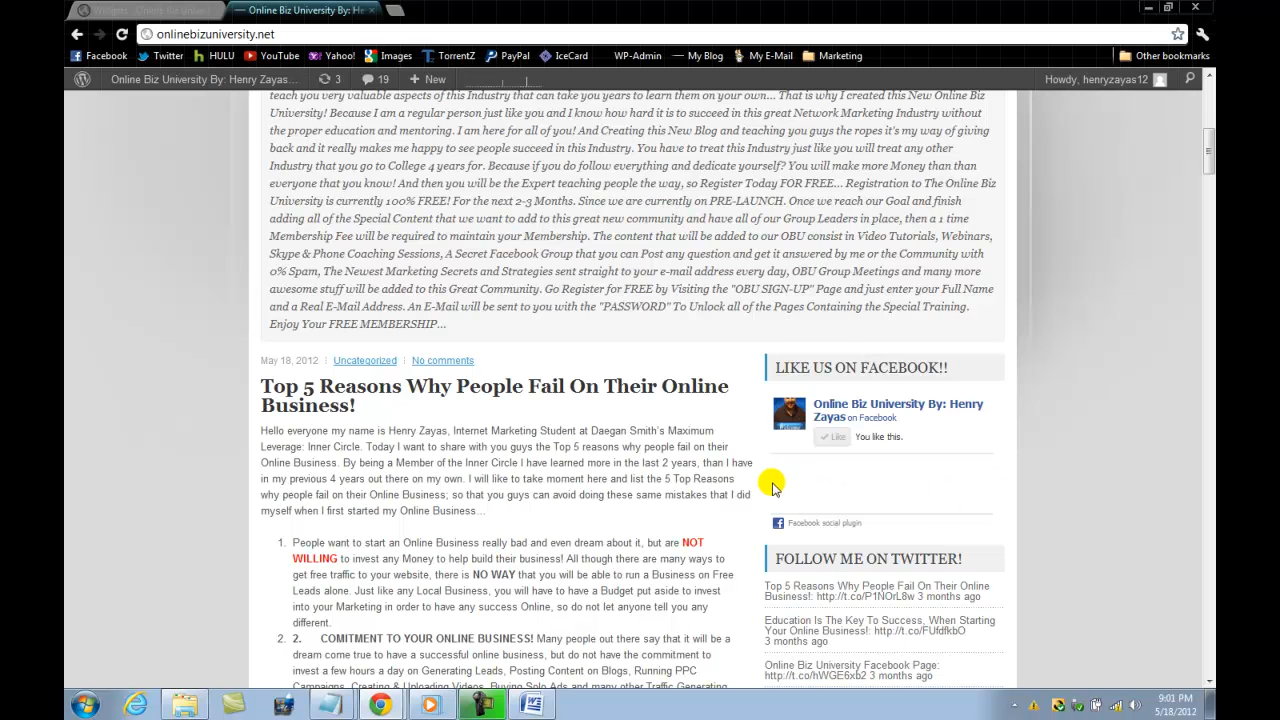 Online Biz University By: He
onlinebizuniversity.net
Facebook Twitter HULU YouTube Yahoo! Images TorrentZ PayPal IceCard WP-Admin My Blog My E-Mail Marketing Other bookmarks
Online Biz University By: Henry Zayas... 3 19 New Howdy, henryzayas12
teach you very valuable aspects of this Industry that can take you years to learn them on your own... That is why I created this New Online Biz
University! Because I am a regular person just like you and I know how hard it is to succeed in this great Network Marketing Industry without
the proper education and mentoring. I am here for all of you! And Creating this New Blog and teaching you guys the ropes it's my way of giving
back and it really makes me happy to see people succeed in this Industry. You have to treat this Industry just like you will treat any other
Industry that you go to College 4 years for. Because if you do follow everything and dedicate yourself? You will make more Money than than
everyone that you know! And then you will be the Expert teaching people the way, so Register Today FOR FREE... Registration to The Online Biz
University is currently 100% FREE! For the next 2-3 Months. Since we are currently on PRE-LAUNCH. Once we reach our Goal and finish
adding all of the Special Content that we want to add to this great new community and have all of our Group Leaders in place, then a 1 time
Membership Fee will be required to maintain your Membership. The content that will be added to our OBU consist in Video Tutorials, Webinars,
Skype & Phone Coaching Sessions, A Secret Facebook Group that you can Post any question and get it answered by me or the Community with
0% Spam, The Newest Marketing Secrets and Strategies sent straight to your e-mail address every day, OBU Group Meetings and many more
awesome stuff will be added to this Great Community. Go Register for FREE by Visiting the "OBU SIGN-UP" Page and just enter your Full Name
and a Real E-Mail Address. An E-Mail will be sent to you with the "PASSWORD" To Unlock all of the Pages Containing the Special Training.
Enjoy Your FREE MEMBERSHIP...
May 18, 2012 Uncategorized No comments
Top 5 Reasons Why People Fail On Their Online
Business!
Hello everyone my name is Henry Zayas, Internet Marketing Student at Daegan Smith's Maximum
Leverage: Inner Circle. Today I want to share with you guys the Top 5 reasons why people fail on their
Online Business. By being a Member of the Inner Circle I have learned more in the last 2 years, than I have
in my previous 4 years out there on my own. I will like to take moment here and list the 5 Top Reasons
why people fail on their Online Business; so that you guys can avoid doing these same mistakes that I did
myself when I first started my Online Business...
1. People want to start an Online Business really bad and even dream about it, but are NOT
WILLING to invest any Money to help build their business! All though there are many ways to
get free traffic to your website, there is NO WAY that you will be able to run a Business on Free
Leads alone. Just like any Local Business, you will have to have a Budget put aside to invest
into your Marketing in order to have any success Online, so do not let anyone tell you any
different.
2. 2. COMITMENT TO YOUR ONLINE BUSINESS! Many people out there say that it will be a
dream come true to have a successful online business, but do not have the commitment to
invest a few hours a day on Generating Leads, Posting Content on Blogs, Running PPC
Campaigns, Creating & Uploading Videos, Buying Solo Ads and many other Traffic Generating
LIKE US ON FACEBOOK!!
Online Biz University By: Henry
Zayas on Facebook
Like You like this.
Facebook social plugin
FOLLOW ME ON TWITTER!
Top 5 Reasons Why People Fail On Their Online
Business!: http://t.co/P1NOrL8w 3 months ago
Education Is The Key To Success, When Starting
Your Online Business!: http://t.co/FUfdfkbO
3 months ago
Online Biz University Facebook Page:
http://t.co/hWGE6xb2 3 months ago
9:01 PM
5/18/2012